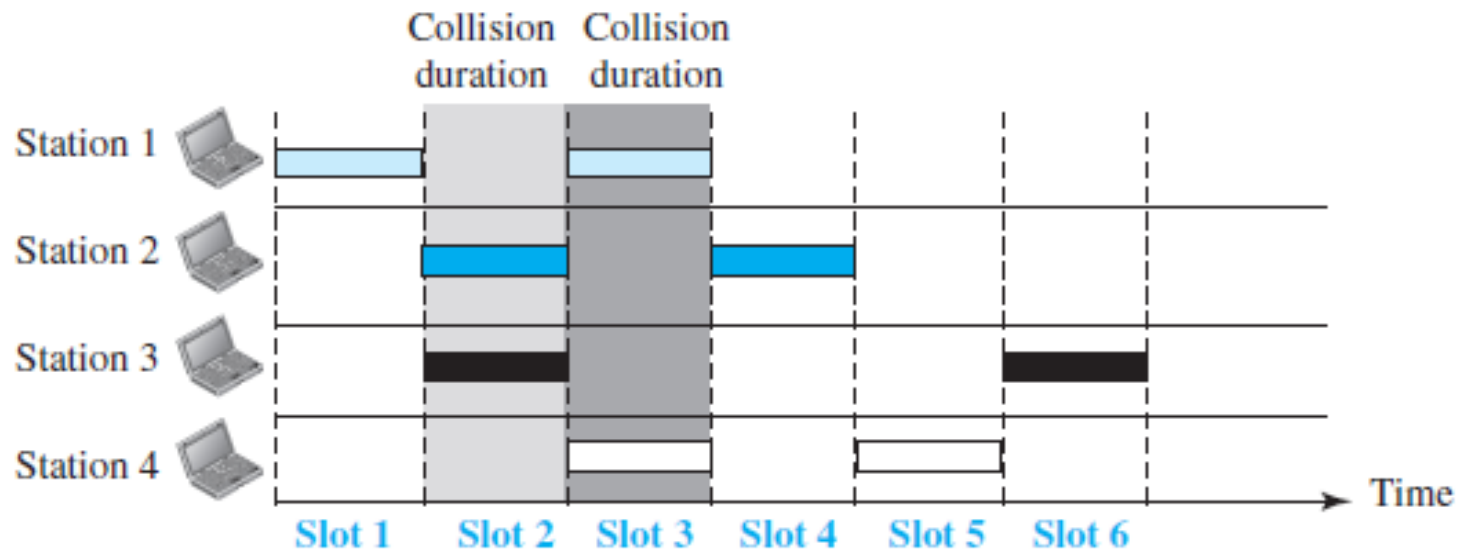 Collision Collision
duration duration
Station 1
Station 2
Station 3
Station 4
Time
Slot 1 Slot 2 Slot 3 Slot 4 Slot 5 Slot 6